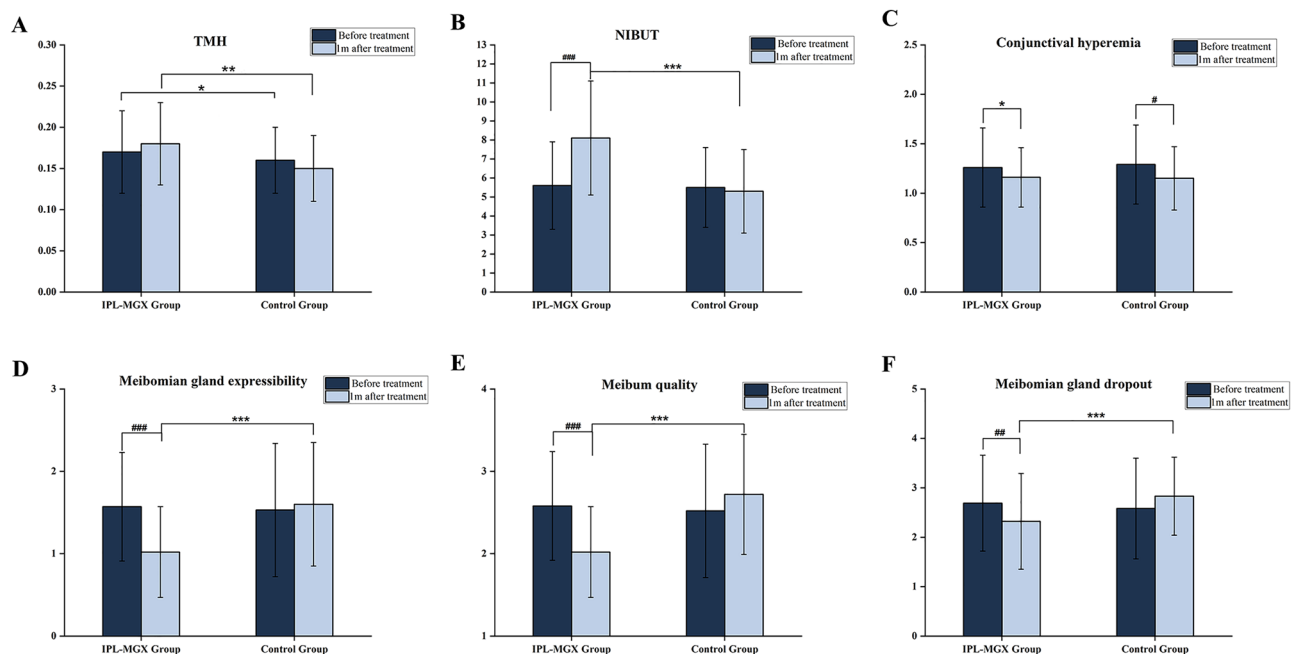 A
TMH
Before treatment
1m after treatment
0.30
0.25
0.20
0.15
0.10
0.05
0.00
**
*
IPL-MGX Group
Control Group
B
NIBUT
Before treatment
1m after treatment
13
12
11
10
9
8
7
6
5
4
3
2
1
0
###
***
IPL-MGX Group
Control Group
C
Conjunctival hyperemia
Before treatment
1m after treatment
2.5
2.0
1.5
1.0
0.5
0.0
*
#
IPL-MGX Group
Control Group
D
Meibomian gland expressibility
Before treatment
1m after treatment
3
2
1
0
###
***
IPL-MGX Group
Control Group
E
Meibum quality
Before treatment
1m after treatment
4
3
2
1
###
***
IPL-MGX Group
Control Group
F
Meibomian gland dropout
Before treatment
1m after treatment
5
4
3
2
1
0
##
***
IPL-MGX Group
Control Group